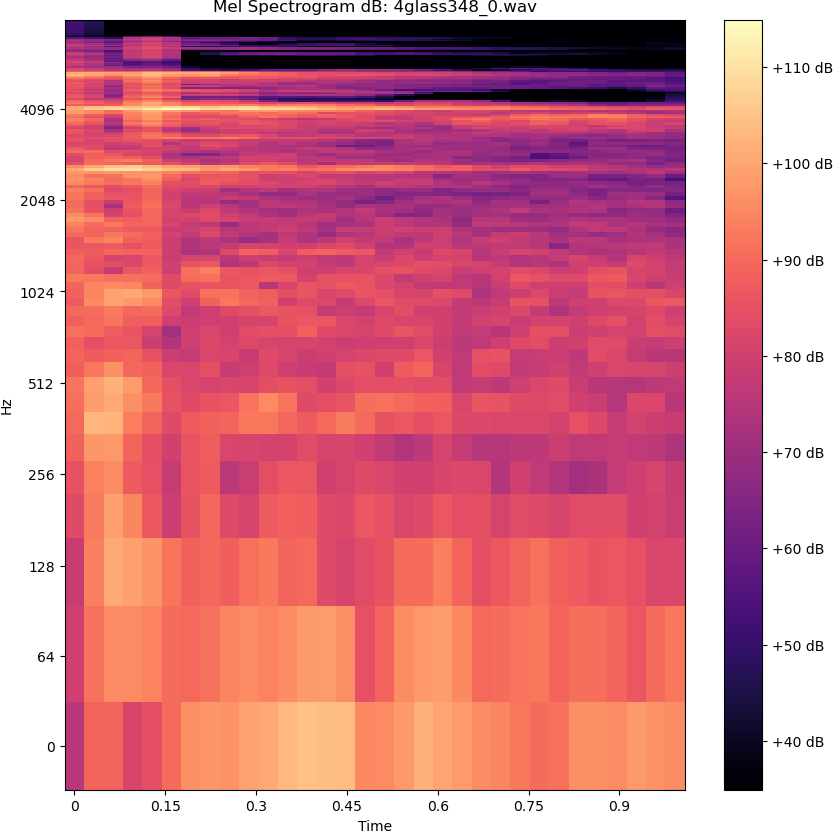 Mel Spectrogram dB: 4glass348_0.wav
+110 dB
4096
+100 dB
2048
+90 dB
1024
+80 dB
512
Hz
+70 dB
256
+60 dB
128
+50 dB
64
+40 dB
0
0 0.15 0.3 0.45 0.6 0.75 0.9
Time